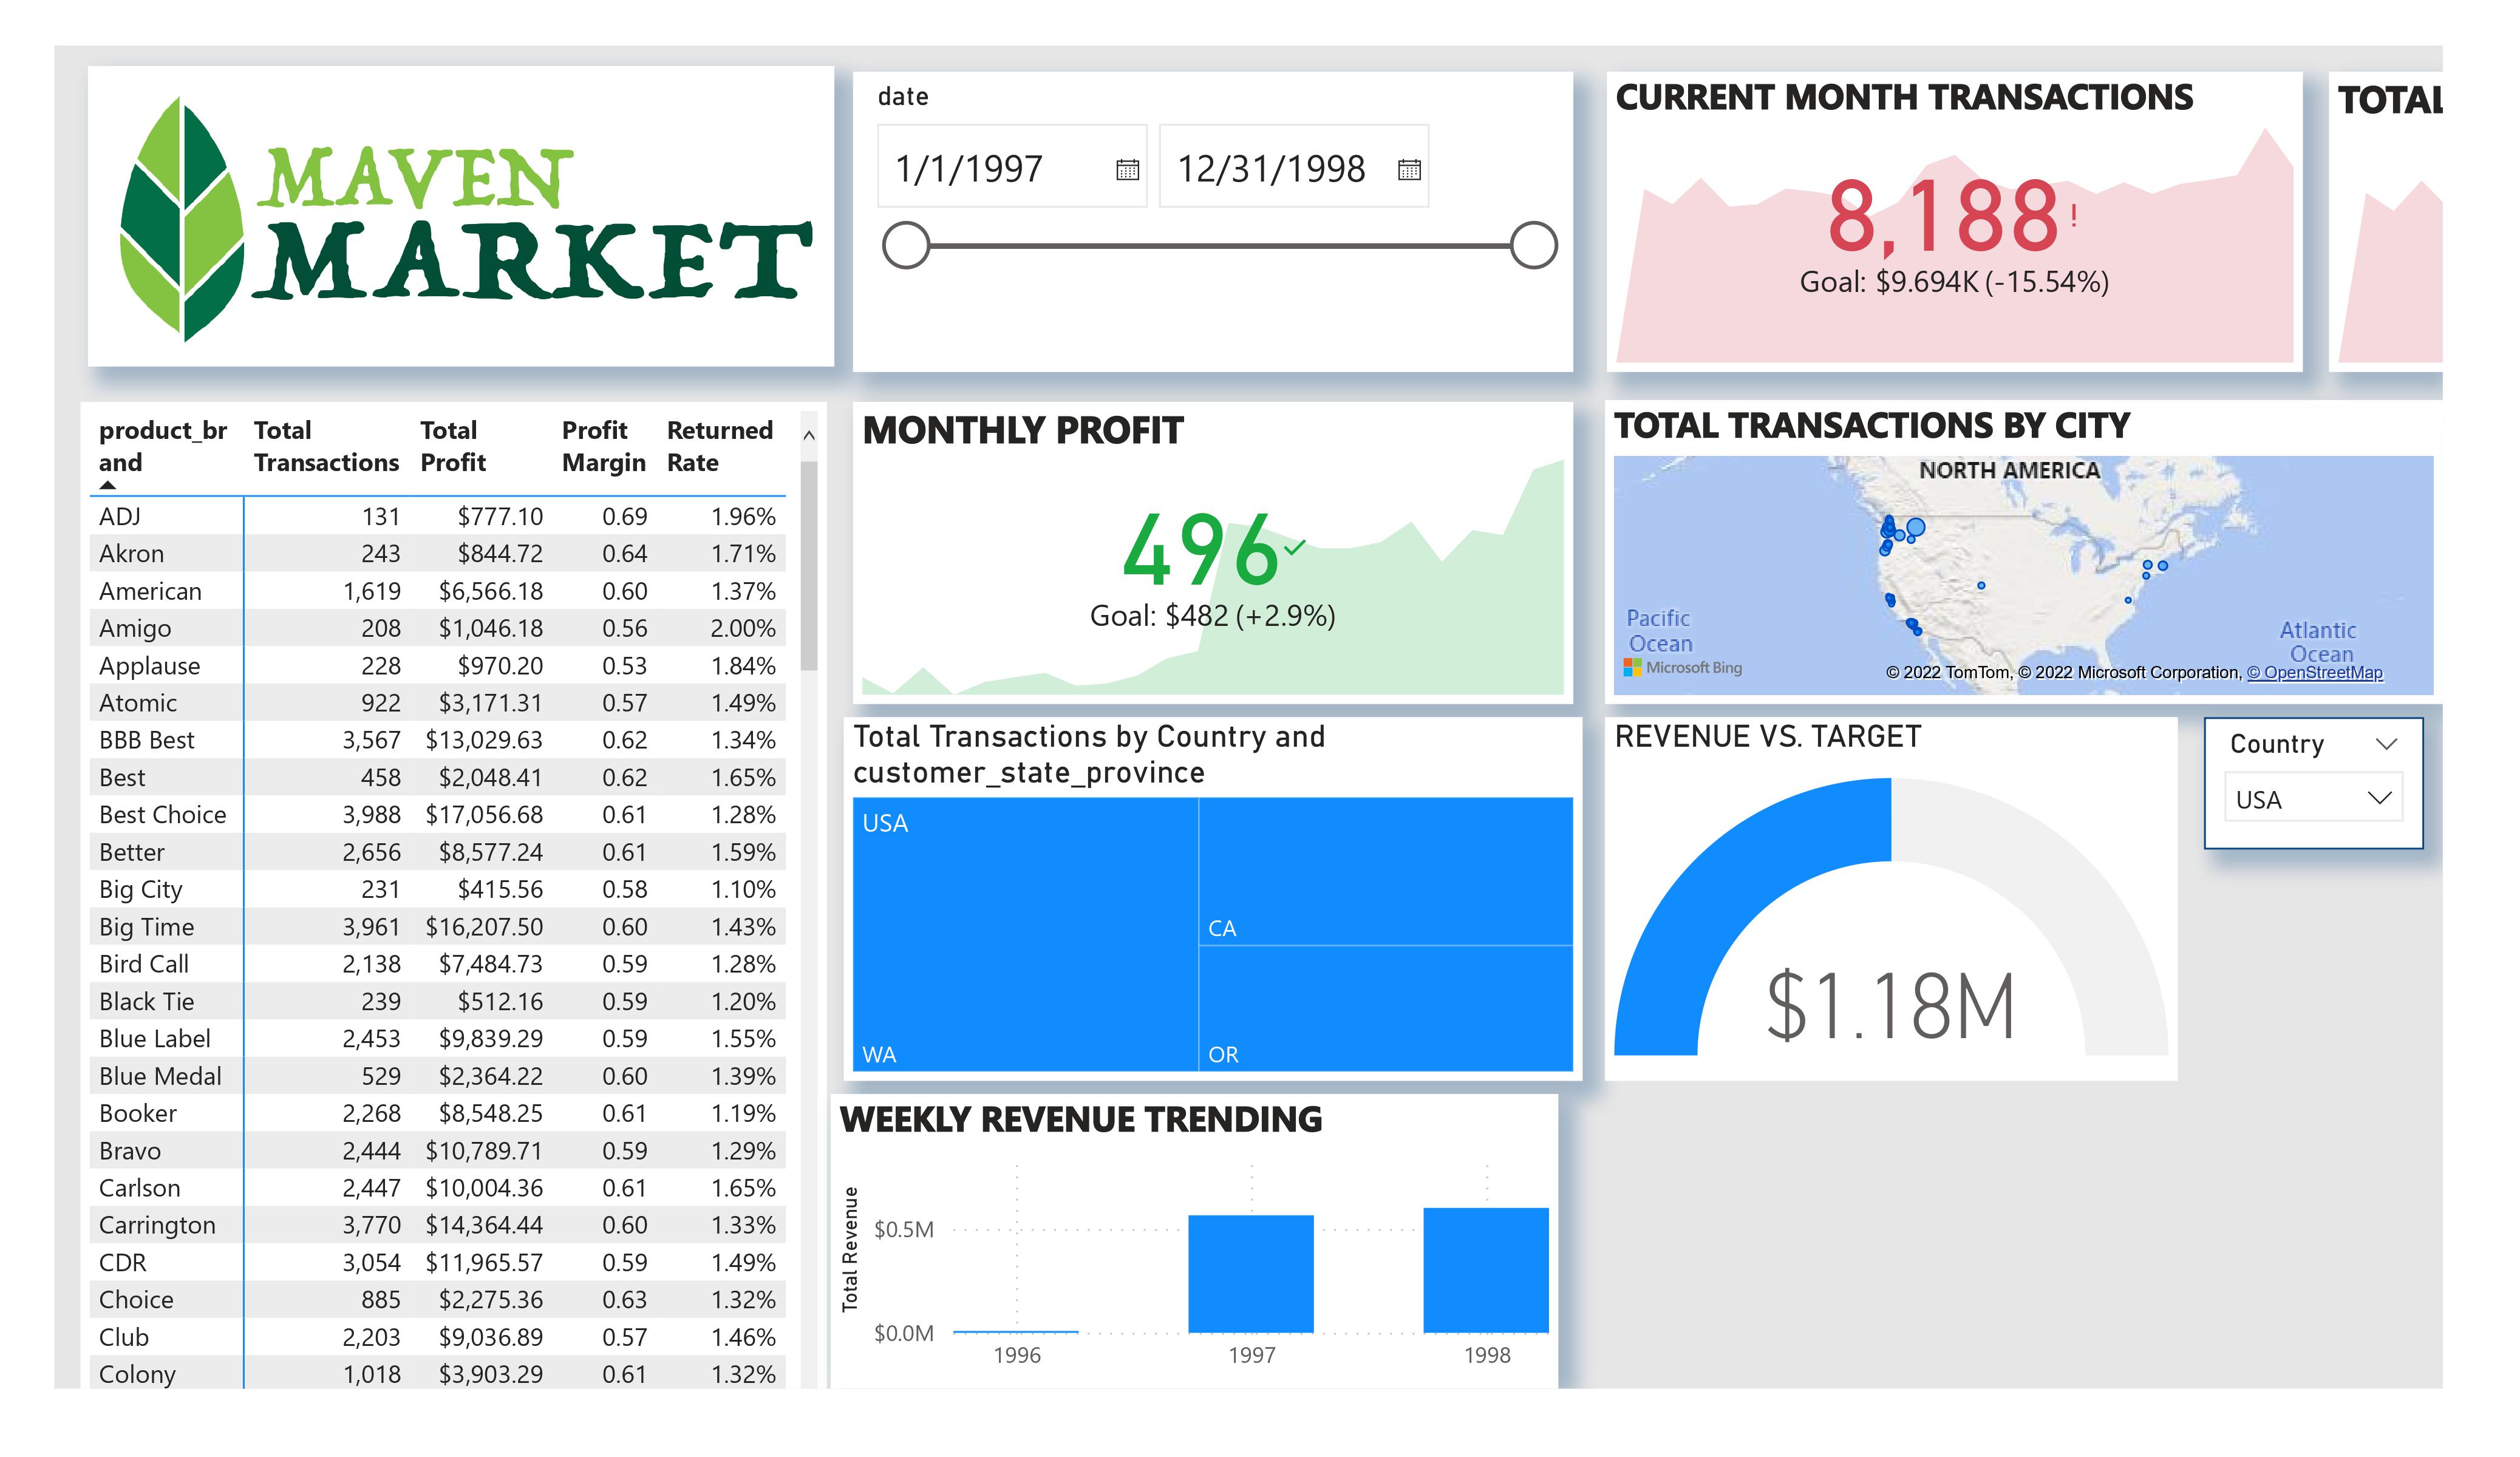 MAVEN
MARKET
date
1/1/1997
12/31/1998
CURRENT MONTH TRANSACTIONS
8,188!
Goal: $9.694K (-15.54%)
TOTAL
product_br
and
Total
Transactions
Total
Profit
Profit
Margin
Returned
Rate
ADJ 131 $777.10 0.69 1.96%
Akron 243 $844.72 0.64 1.71%
American 1,619 $6,566.18 0.60 1.37%
Amigo 208 $1,046.18 0.56 2.00%
Applause 228 $970.20 0.53 1.84%
Atomic 922 $3,171.31 0.57 1.49%
BBB Best 3,567 $13,029.63 0.62 1.34%
Best 458 $2,048.41 0.62 1.65%
Best Choice 3,988 $17,056.68 0.61 1.28%
Better 2,656 $8,577.24 0.61 1.59%
Big City 231 $415.56 0.58 1.10%
Big Time 3,961 $16,207.50 0.60 1.43%
Bird Call 2,138 $7,484.73 0.59 1.28%
Black Tie 239 $512.16 0.59 1.20%
Blue Label 2,453 $9,839.29 0.59 1.55%
Blue Medal 529 $2,364.22 0.60 1.39%
Booker 2,268 $8,548.25 0.61 1.19%
Bravo 2,444 $10,789.71 0.59 1.29%
Carlson 2,447 $10,004.36 0.61 1.65%
Carrington 3,770 $14,364.44 0.60 1.33%
CDR 3,054 $11,965.57 0.59 1.49%
Choice 885 $2,275.36 0.63 1.32%
Club 2,203 $9,036.89 0.57 1.46%
Colony 1,018 $3,903.29 0.61 1.32%
MONTHLY PROFIT
496
Goal: $482 (+2.9%)
TOTAL TRANSACTIONS BY CITY
NORTH AMERICA
Pacific
Ocean
Atlantic
Ocean
Microsoft Bing
© 2022 TomTom, © 2022 Microsoft Corporation, © OpenStreetMap
Total Transactions by Country and
customer_state_province
USA
CA
WA
OR
REVENUE VS. TARGET
$1.18M
Country
USA
WEEKLY REVENUE TRENDING
Total Revenue
$0.5M
$0.0M
1996
1997
1998